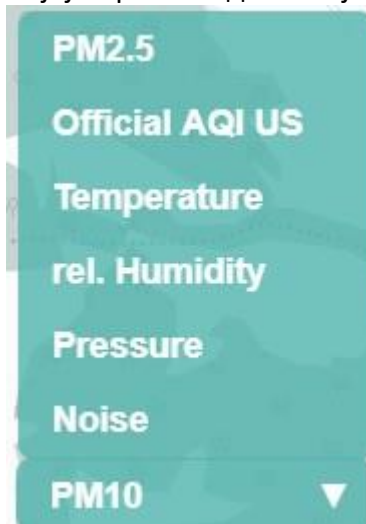 PM2.5
Official AQI US
Temperature
rel. Humidity
Pressure
Noise
PM10 ▼